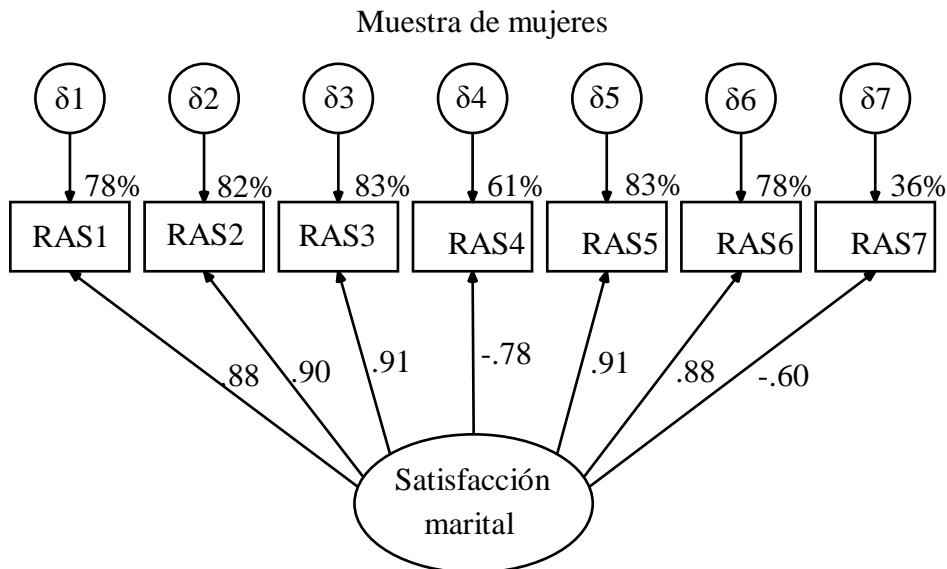 Muestra de mujeres
δ1 δ2 δ3 δ4 δ5 δ6 δ7
78% 82% 83% 61% 83% 78% 36%
RAS1 RAS2 RAS3 RAS4 RAS5 RAS6 RAS7
.88 .90 .91 -.78 .91 .88 -.60
Satisfacción
marital